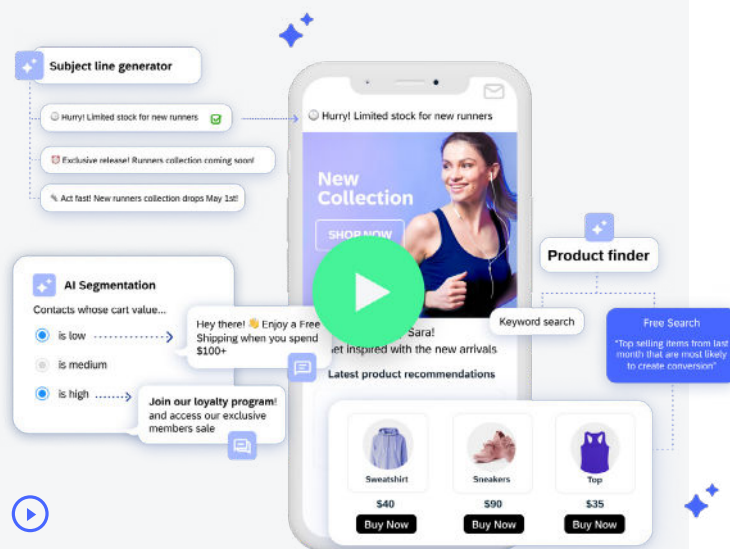 Subject line generator
Hurry! Limited stock for new runners
Exclusive release! Runners collection coming soon!
Act fast! New runners collection drops May 1st!
Hurry! Limited stock for new runners
New
Collection
SHOP NOW
AI Segmentation
Contacts whose cart value...
is low
is medium
is high
Hey there! 👋 Enjoy a Free
Shipping when you spend
$100+
Join our loyalty program!
and access our exclusive
members sale
Sara!
inspired with the new arrivals
Latest product recommendations
Product finder
Keyword search
Free Search
"Top selling items from last
month that are most likely
to create conversion"
Sweatshirt
$40
Buy Now
Sneakers
$90
Buy Now
Top
$35
Buy Now